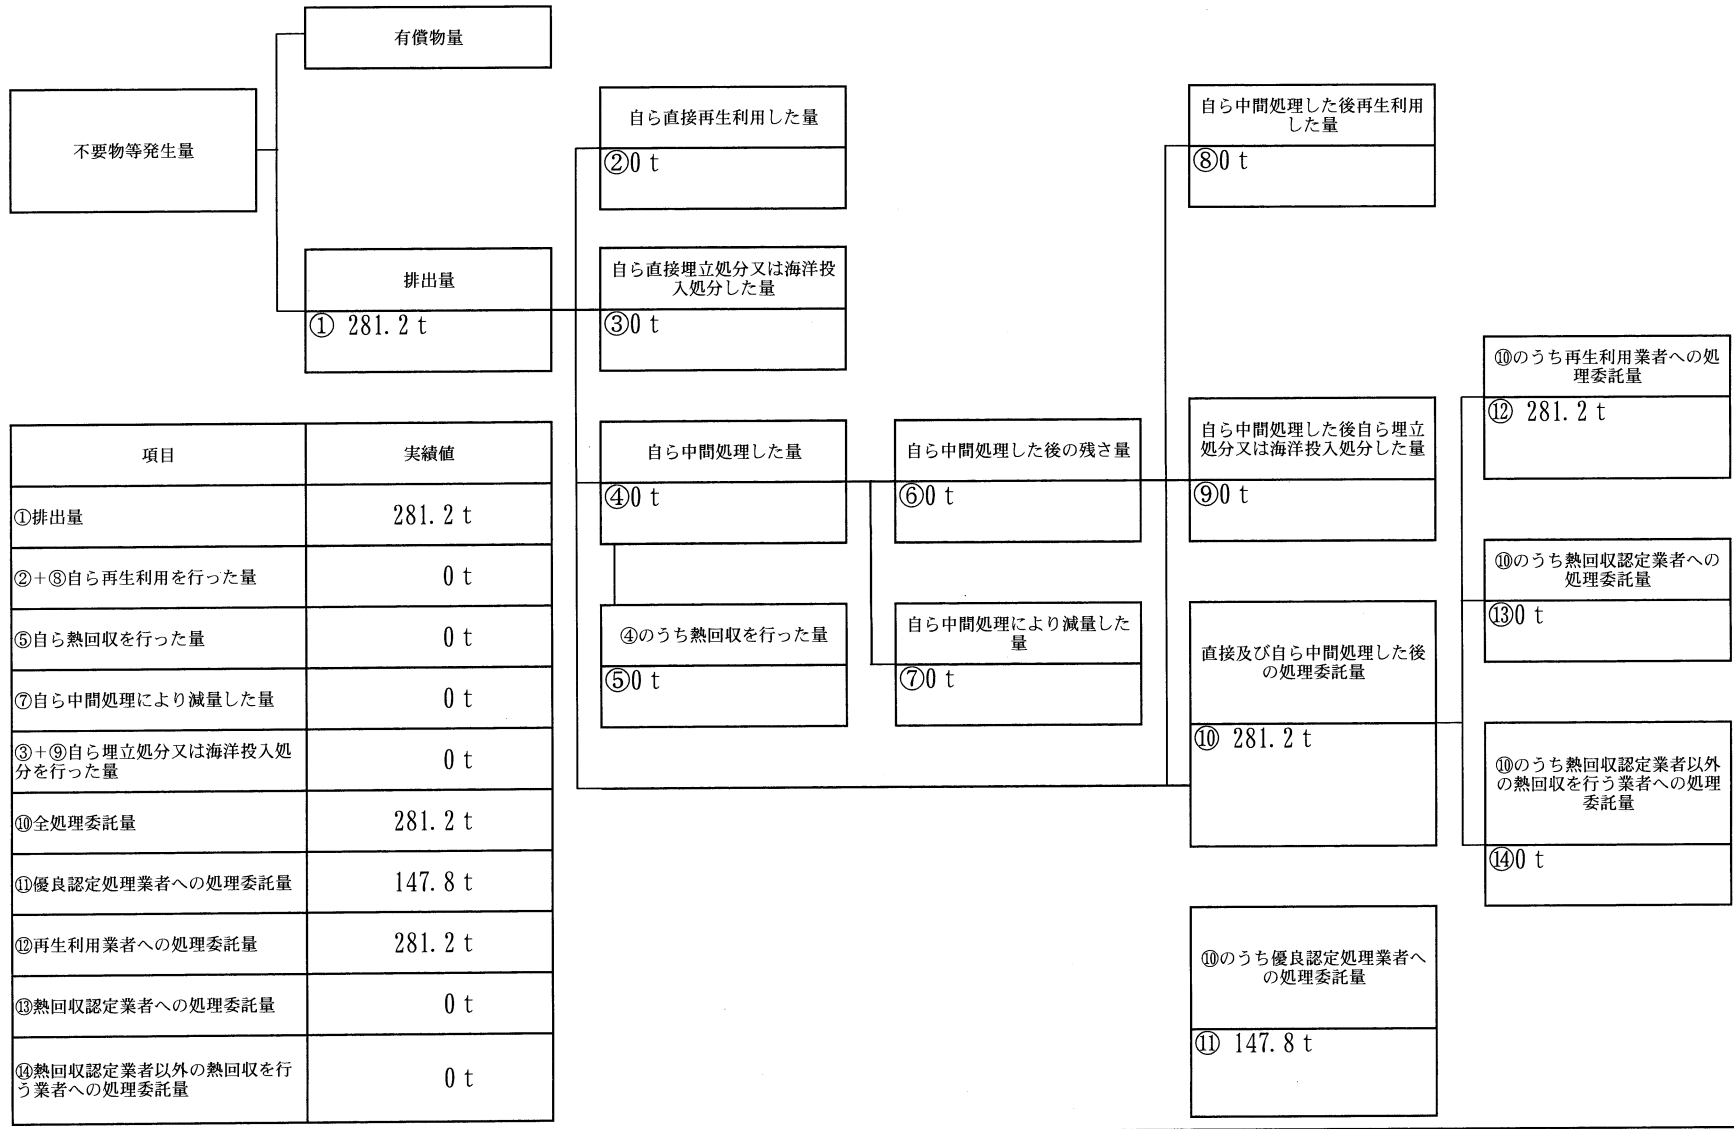 有償物量
不要物等発生量
排出量
① 281.2 t
自ら直接再生利用した量
②0 t
自ら直接埋立処分又は海洋投
入処分した量
③0 t
自ら中間処理した量
④0 t
④のうち熱回収を行った量
⑤0 t
自ら中間処理した後の残さ量
⑥0 t
自ら中間処理により減量した
量
⑦0 t
自ら中間処理した後再生利用
した量
⑧0 t
自ら中間処理した後自ら埋立
処分又は海洋投入処分した量
⑨0 t
直接及び自ら中間処理した後
の処理委託量
⑩ 281.2 t
⑩のうち優良認定処理業者へ
の処理委託量
⑪ 147.8 t
⑩のうち再生利用業者への処
理委託量
⑫ 281.2 t
⑩のうち熱回収認定業者への
処理委託量
⑬0 t
⑩のうち熱回収認定業者以外
の熱回収を行う業者への処理
委託量
⑭0 t
項目 実績値
①排出量 281.2 t
②+⑧自ら再生利用を行った量 0 t
⑤自ら熱回収を行った量 0 t
⑦自ら中間処理により減量した量 0 t
③+⑨自ら埋立処分又は海洋投入処
分を行った量 0 t
⑩全処理委託量 281.2 t
⑪優良認定処理業者への処理委託量 147.8 t
⑫再生利用業者への処理委託量 281.2 t
⑬熱回収認定業者への処理委託量 0 t
⑭熱回収認定業者以外の熱回収を行
う業者への処理委託量 0 t